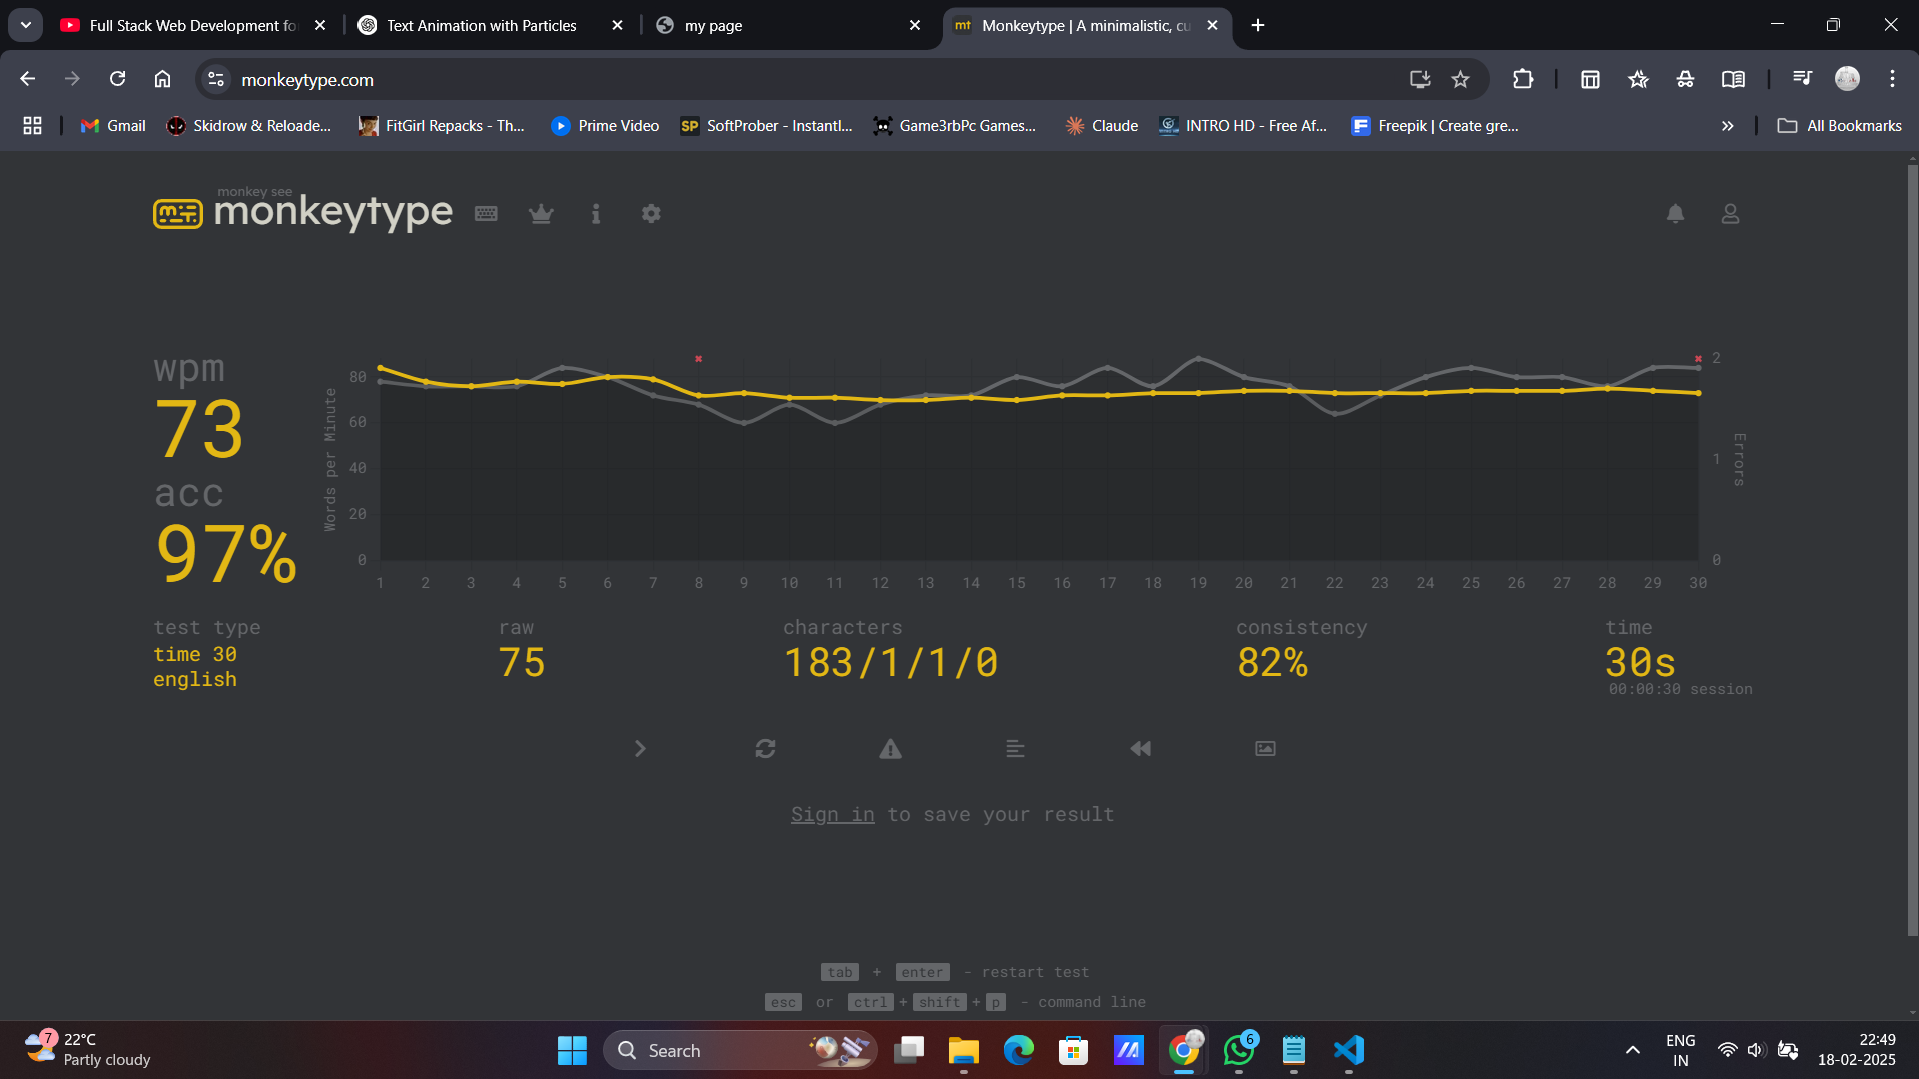 Full Stack Web Development fo
Text Animation with Particles
my page
mt Monkeytype | A minimalistic, cu
monkeytype.com
Gmail
Skidrow & Reloade...
FitGirl Repacks - Th...
Prime Video
SP SoftProber - Instantl...
Game3rbPc Games...
Claude
INTRO HD - Free Af...
Freepik | Create gre...
All Bookmarks
monkey see
monkeytype
wpm
73
acc
97%
Words per Minute
80
60
40
20
0
1 2 3 4 5 6 7 8 9 10 11 12 13 14 15 16 17 18 19 20 21 22 23 24 25 26 27 28 29 30
2
1
0
Errors
test type
time 30
english
raw
75
characters
183/1/1/0
consistency
82%
time
30s
00:00:30 session
Sign in to save your result
tab + enter - restart test
esc or ctrl + shift + p - command line
7
22°C
Partly cloudy
Search
6
ENG
IN
22:49
18-02-2025